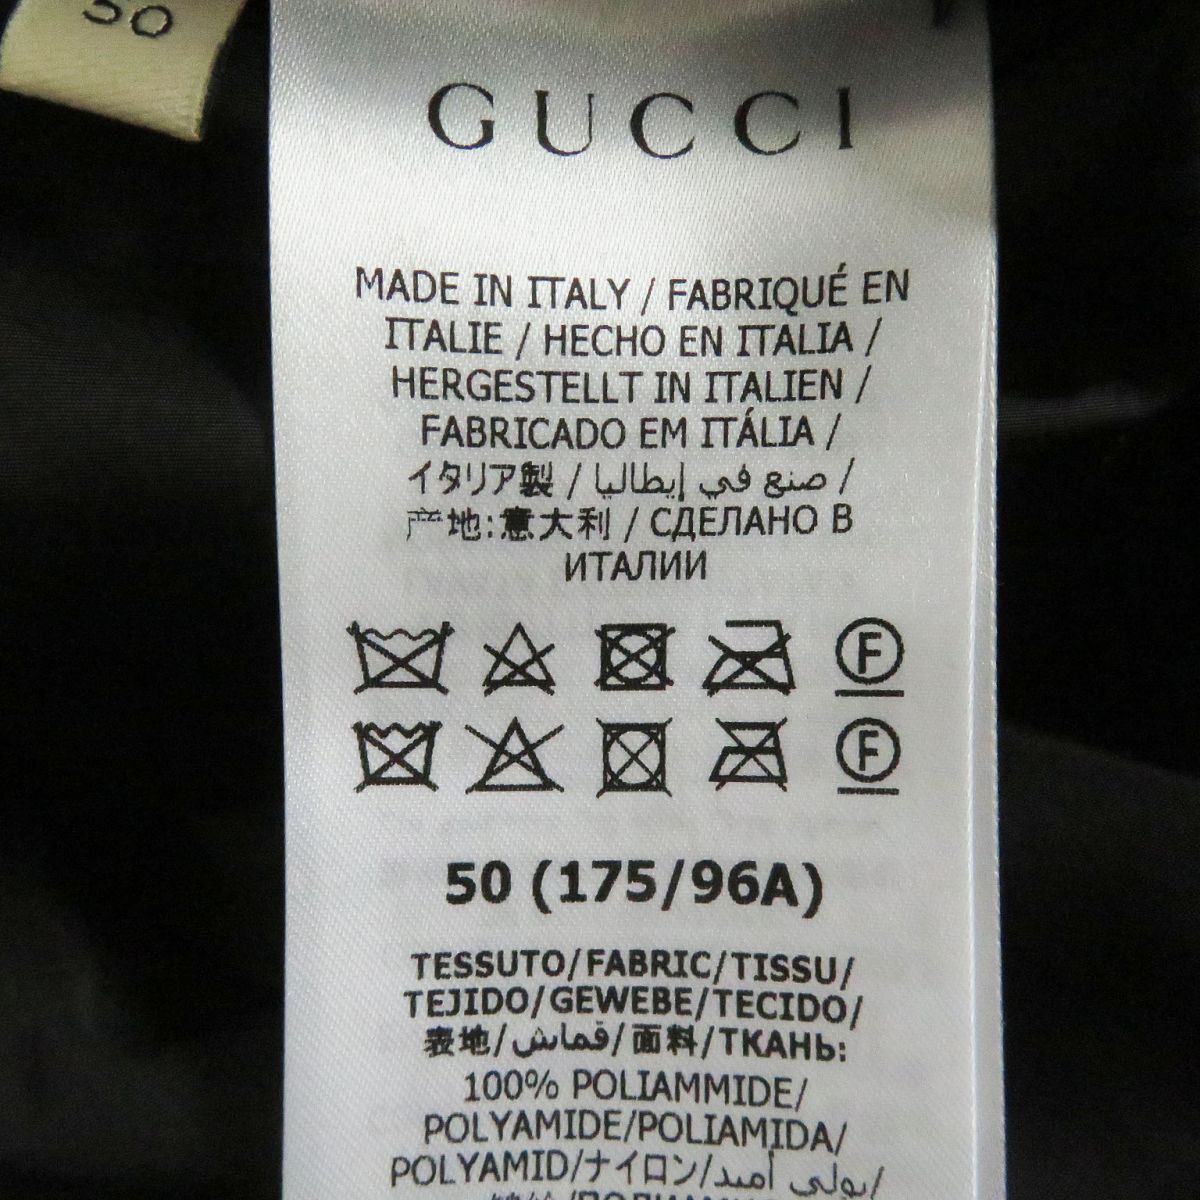 50
GUCCI
MADE IN ITALY / FABRIQUÉ EN
ITALIE / HECHO EN ITALIA /
HERGESTELLT IN ITALIEN /
FABRICADO EM ITÁLIA /
イタリア製 / صنع في إيطاليا /
产地:意大利 / СДЕЛАНО В
ИТАЛИИ
F
F
50 (175/96A)
TESSUTO/FABRIC/TISSU/
TEJIDO/GEWEBE/TECIDO/
表地/قماش/面料/ТКАНЬ:
100% POLIAMMIDE/
POLYAMIDE/POLIAMIDA/
POLYAMID/ナイロン/بولي أميد/